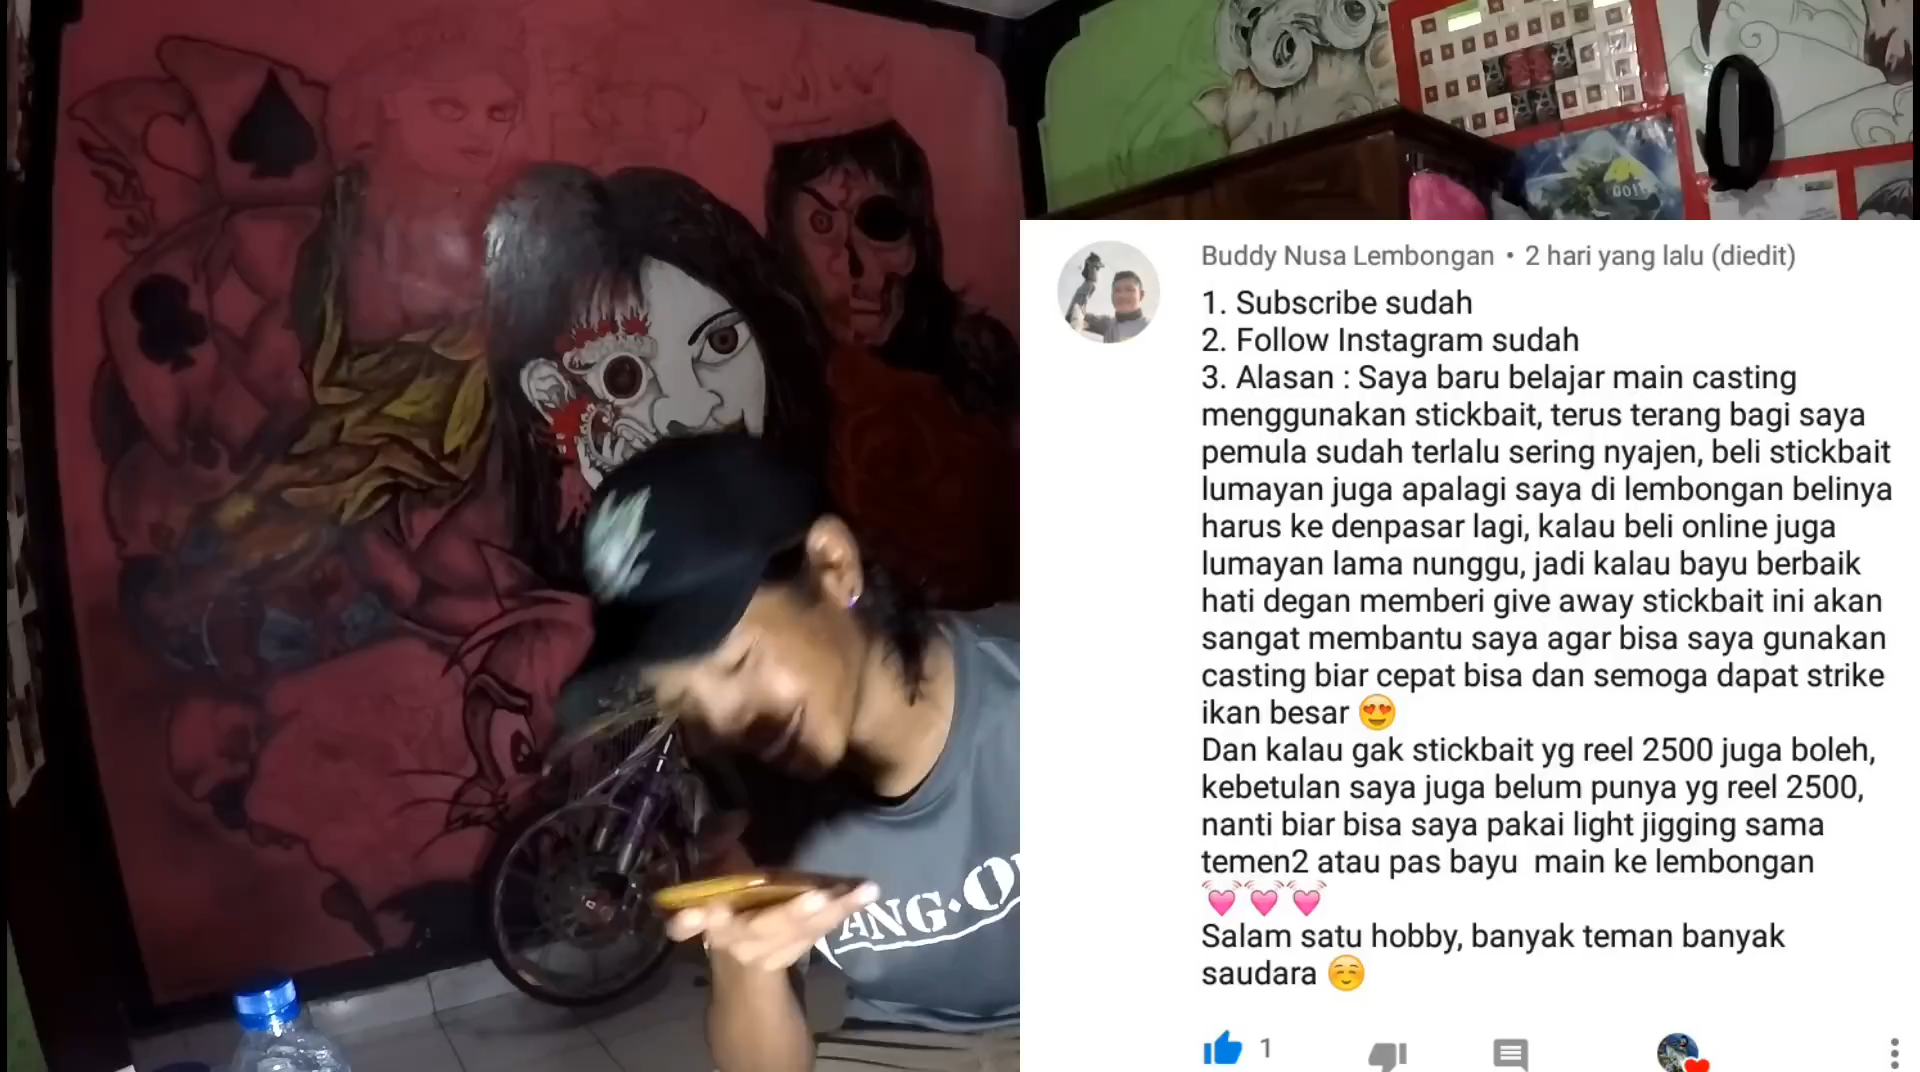 Buddy Nusa Lembongan • 2 hari yang lalu (diedit)
1. Subscribe sudah
2. Follow Instagram sudah
3. Alasan : Saya baru belajar main casting
menggunakan stickbait, terus terang bagi saya
pemula sudah terlalu sering nyajen, beli stickbait
lumayan juga apalagi saya di lembongan belinya
harus ke denpasar lagi, kalau beli online juga
lumayan lama nunggu, jadi kalau bayu berbaik
hati degan memberi give away stickbait ini akan
sangat membantu saya agar bisa saya gunakan
casting biar cepat bisa dan semoga dapat strike
ikan besar 😍
Dan kalau gak stickbait yg reel 2500 juga boleh,
kebetulan saya juga belum punya yg reel 2500,
nanti biar bisa saya pakai light jigging sama
temen2 atau pas bayu  main ke lembongan
💓💓💓
Salam satu hobby, banyak teman banyak
saudara ☺️
1